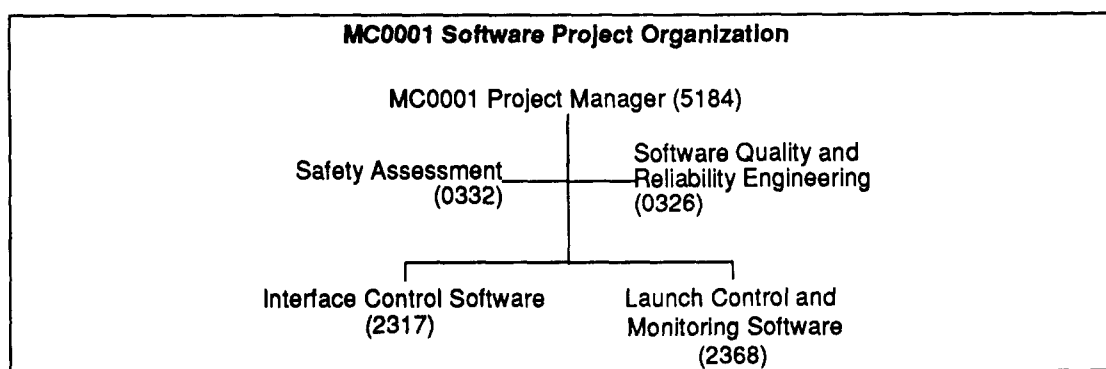 MC0001 Software Project Organization
MC0001 Project Manager (5184)
Safety Assessment
(0332)
Software Quality and
Reliability Engineering
(0326)
Interface Control Software
(2317)
Launch Control and
Monitoring Software
(2368)